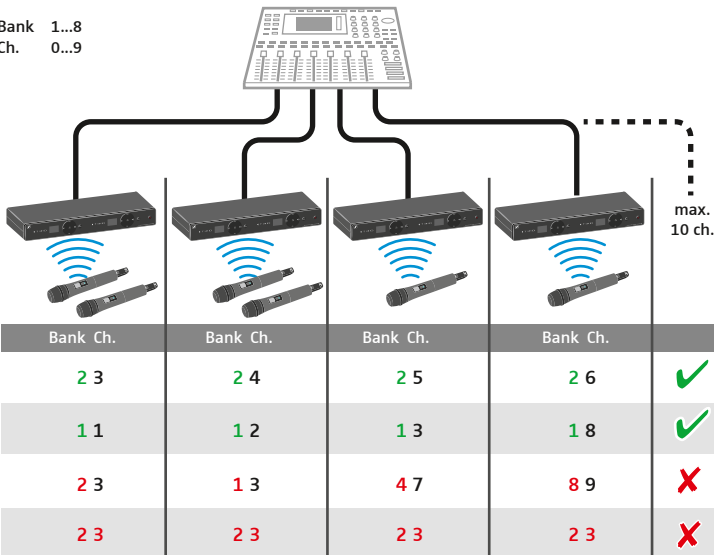 Bank 1...8
Ch. 0...9
max.
10 ch.
Bank Ch. Bank Ch. Bank Ch. Bank Ch.
2 3 2 4 2 5 2 6
1 1 1 2 1 3 1 8
2 3 1 3 4 7 8 9
2 3 2 3 2 3 2 3